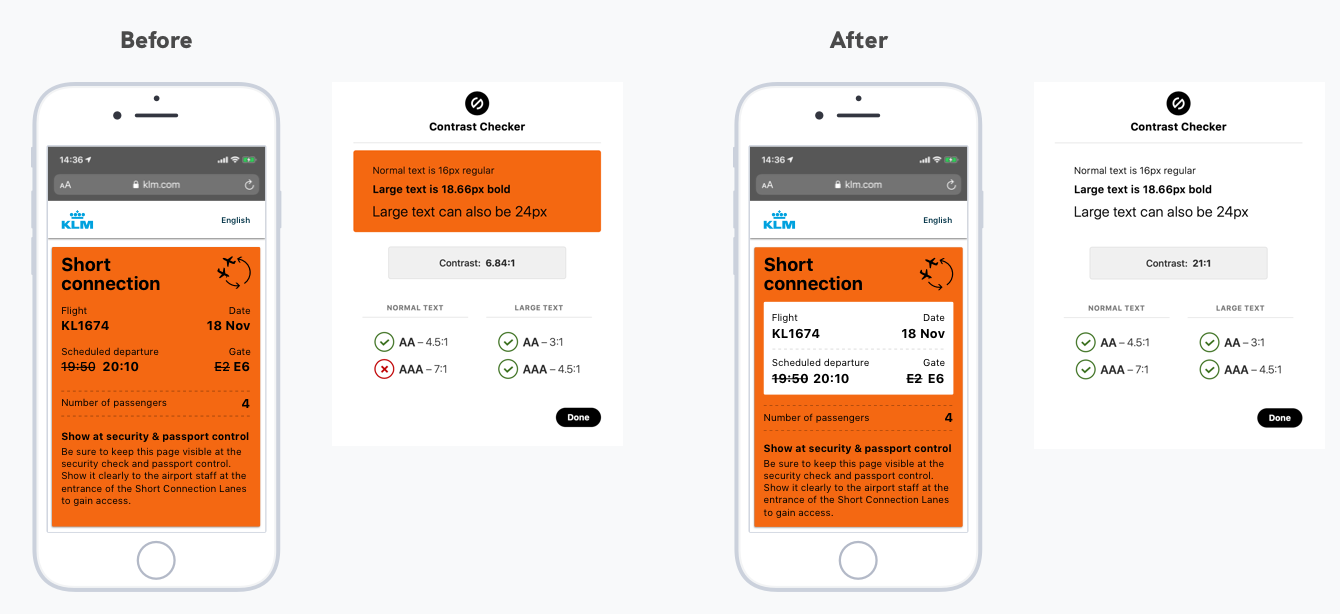 Before
14:36
AA klm.com
KLM
English
Short
connection
Flight Date
KL1674 18 Nov
Scheduled departure Gate
19:50 20:10 E2 E6
Number of passengers 4
Show at security & passport control
Be sure to keep this page visible at the
security check and passport control.
Show it clearly to the airport staff at the
entrance of the Short Connection Lanes
to gain access.
Contrast Checker
Normal text is 16px regular
Large text is 18.66px bold
Large text can also be 24px
Contrast: 6.84:1
NORMAL TEXT LARGE TEXT
AA – 4.5:1 AA – 3:1
AAA – 7:1 AAA – 4.5:1
Done
After
14:36
AA klm.com
KLM
English
Short
connection
Flight Date
KL1674 18 Nov
Scheduled departure Gate
19:50 20:10 E2 E6
Number of passengers 4
Show at security & passport control
Be sure to keep this page visible at the
security check and passport control.
Show it clearly to the airport staff at the
entrance of the Short Connection Lanes
to gain access.
Contrast Checker
Normal text is 16px regular
Large text is 18.66px bold
Large text can also be 24px
Contrast: 21:1
NORMAL TEXT LARGE TEXT
AA – 4.5:1 AA – 3:1
AAA – 7:1 AAA – 4.5:1
Done